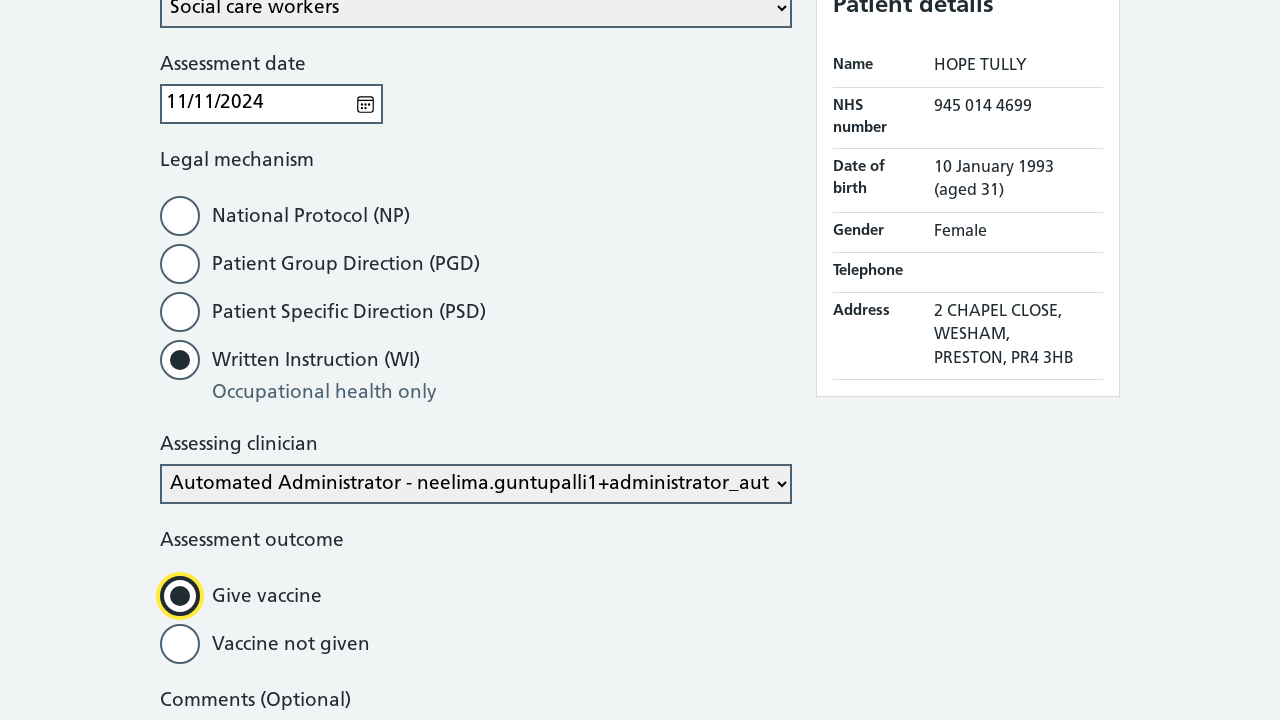 Social care workers
Assessment date
11/11/2024
Legal mechanism
National Protocol (NP)
Patient Group Direction (PGD)
Patient Specific Direction (PSD)
Written Instruction (WI)
Occupational health only
Assessing clinician
Automated Administrator - neelima.guntupalli1+administrator_aut
Assessment outcome
Give vaccine
Vaccine not given
Comments (Optional)
Patient details
Name HOPE TULLY
NHS number 945 014 4699
Date of birth 10 January 1993
(aged 31)
Gender Female
Telephone
Address 2 CHAPEL CLOSE,
WESHAM,
PRESTON, PR4 3HB